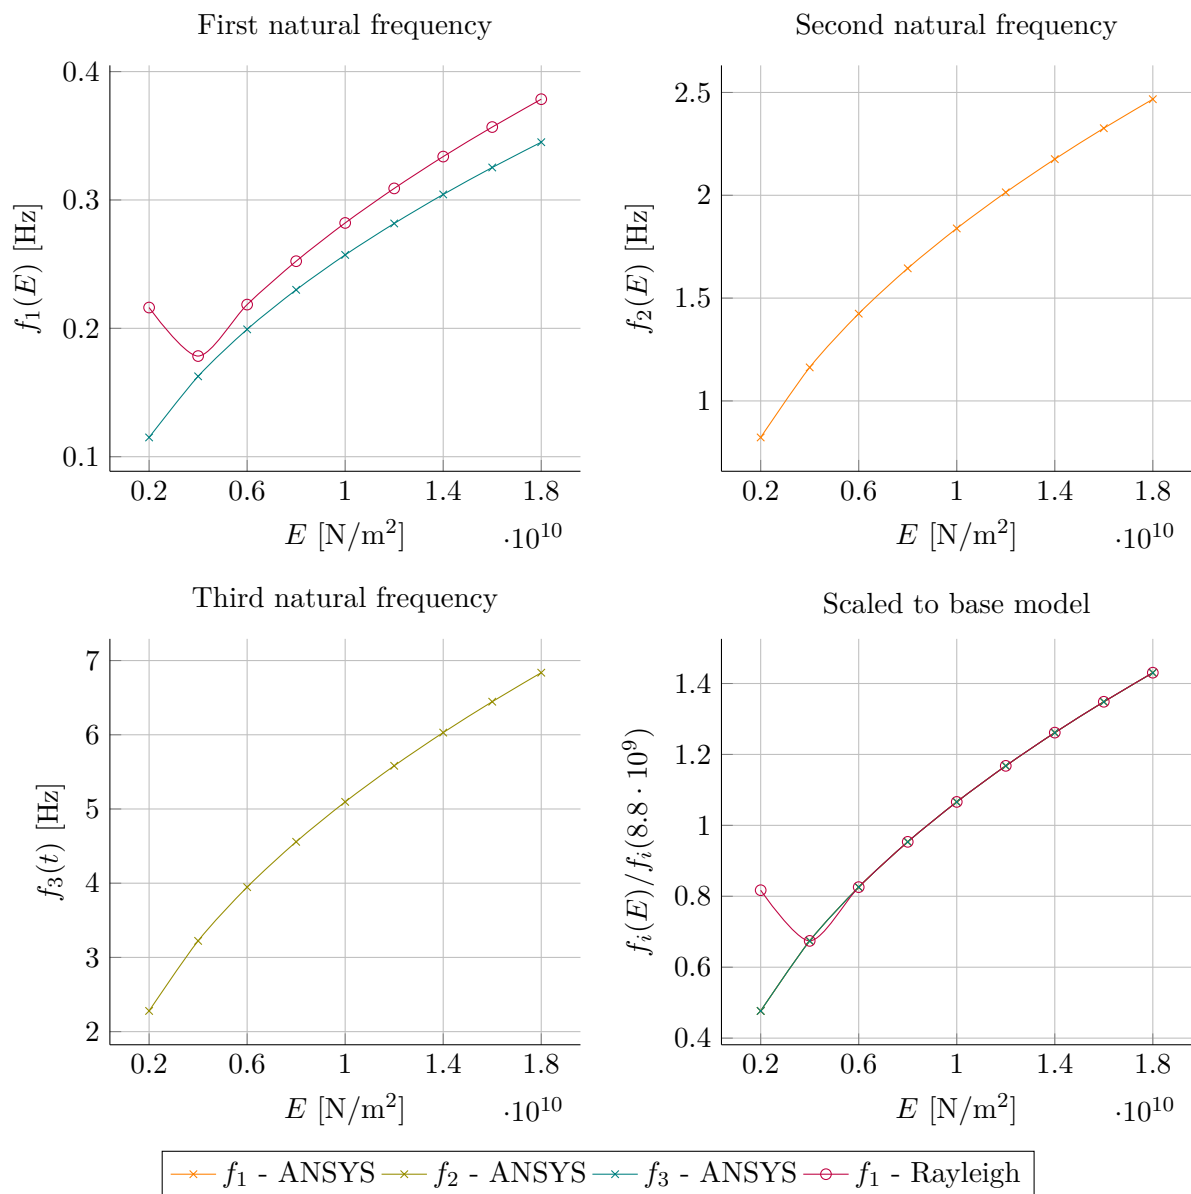 First natural frequency
0.4
0.3
0.2
0.1
f₁(E) [Hz]
0.2 0.6 1 1.4 1.8
E [N/m²] ·10¹⁰
Second natural frequency
2.5
2
1.5
1
f₂(E) [Hz]
0.2 0.6 1 1.4 1.8
E [N/m²] ·10¹⁰
Third natural frequency
7
6
5
4
3
2
f₃(t) [Hz]
0.2 0.6 1 1.4 1.8
E [N/m²] ·10¹⁰
Scaled to base model
1.4
1.2
1
0.8
0.6
0.4
fᵢ(E)/fᵢ(8.8 · 10⁹)
0.2 0.6 1 1.4 1.8
E [N/m²] ·10¹⁰
f₁ - ANSYS f₂ - ANSYS f₃ - ANSYS f₁ - Rayleigh